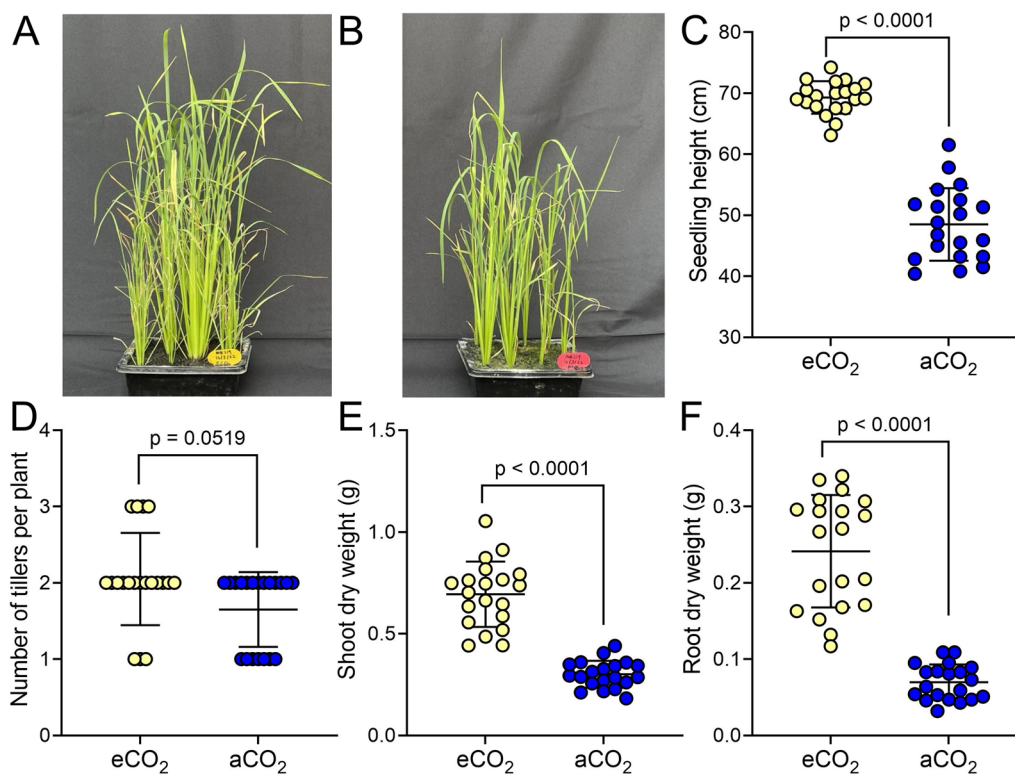 A
B
C
Seedling height (cm)
80
70
60
50
40
30
p < 0.0001
eCO₂
aCO₂
D
Number of tillers per plant
4
3
2
1
0
p = 0.0519
eCO₂
aCO₂
E
Shoot dry weight (g)
1.5
1.0
0.5
0.0
p < 0.0001
eCO₂
aCO₂
F
Root dry weight (g)
0.4
0.3
0.2
0.1
0.0
p < 0.0001
eCO₂
aCO₂